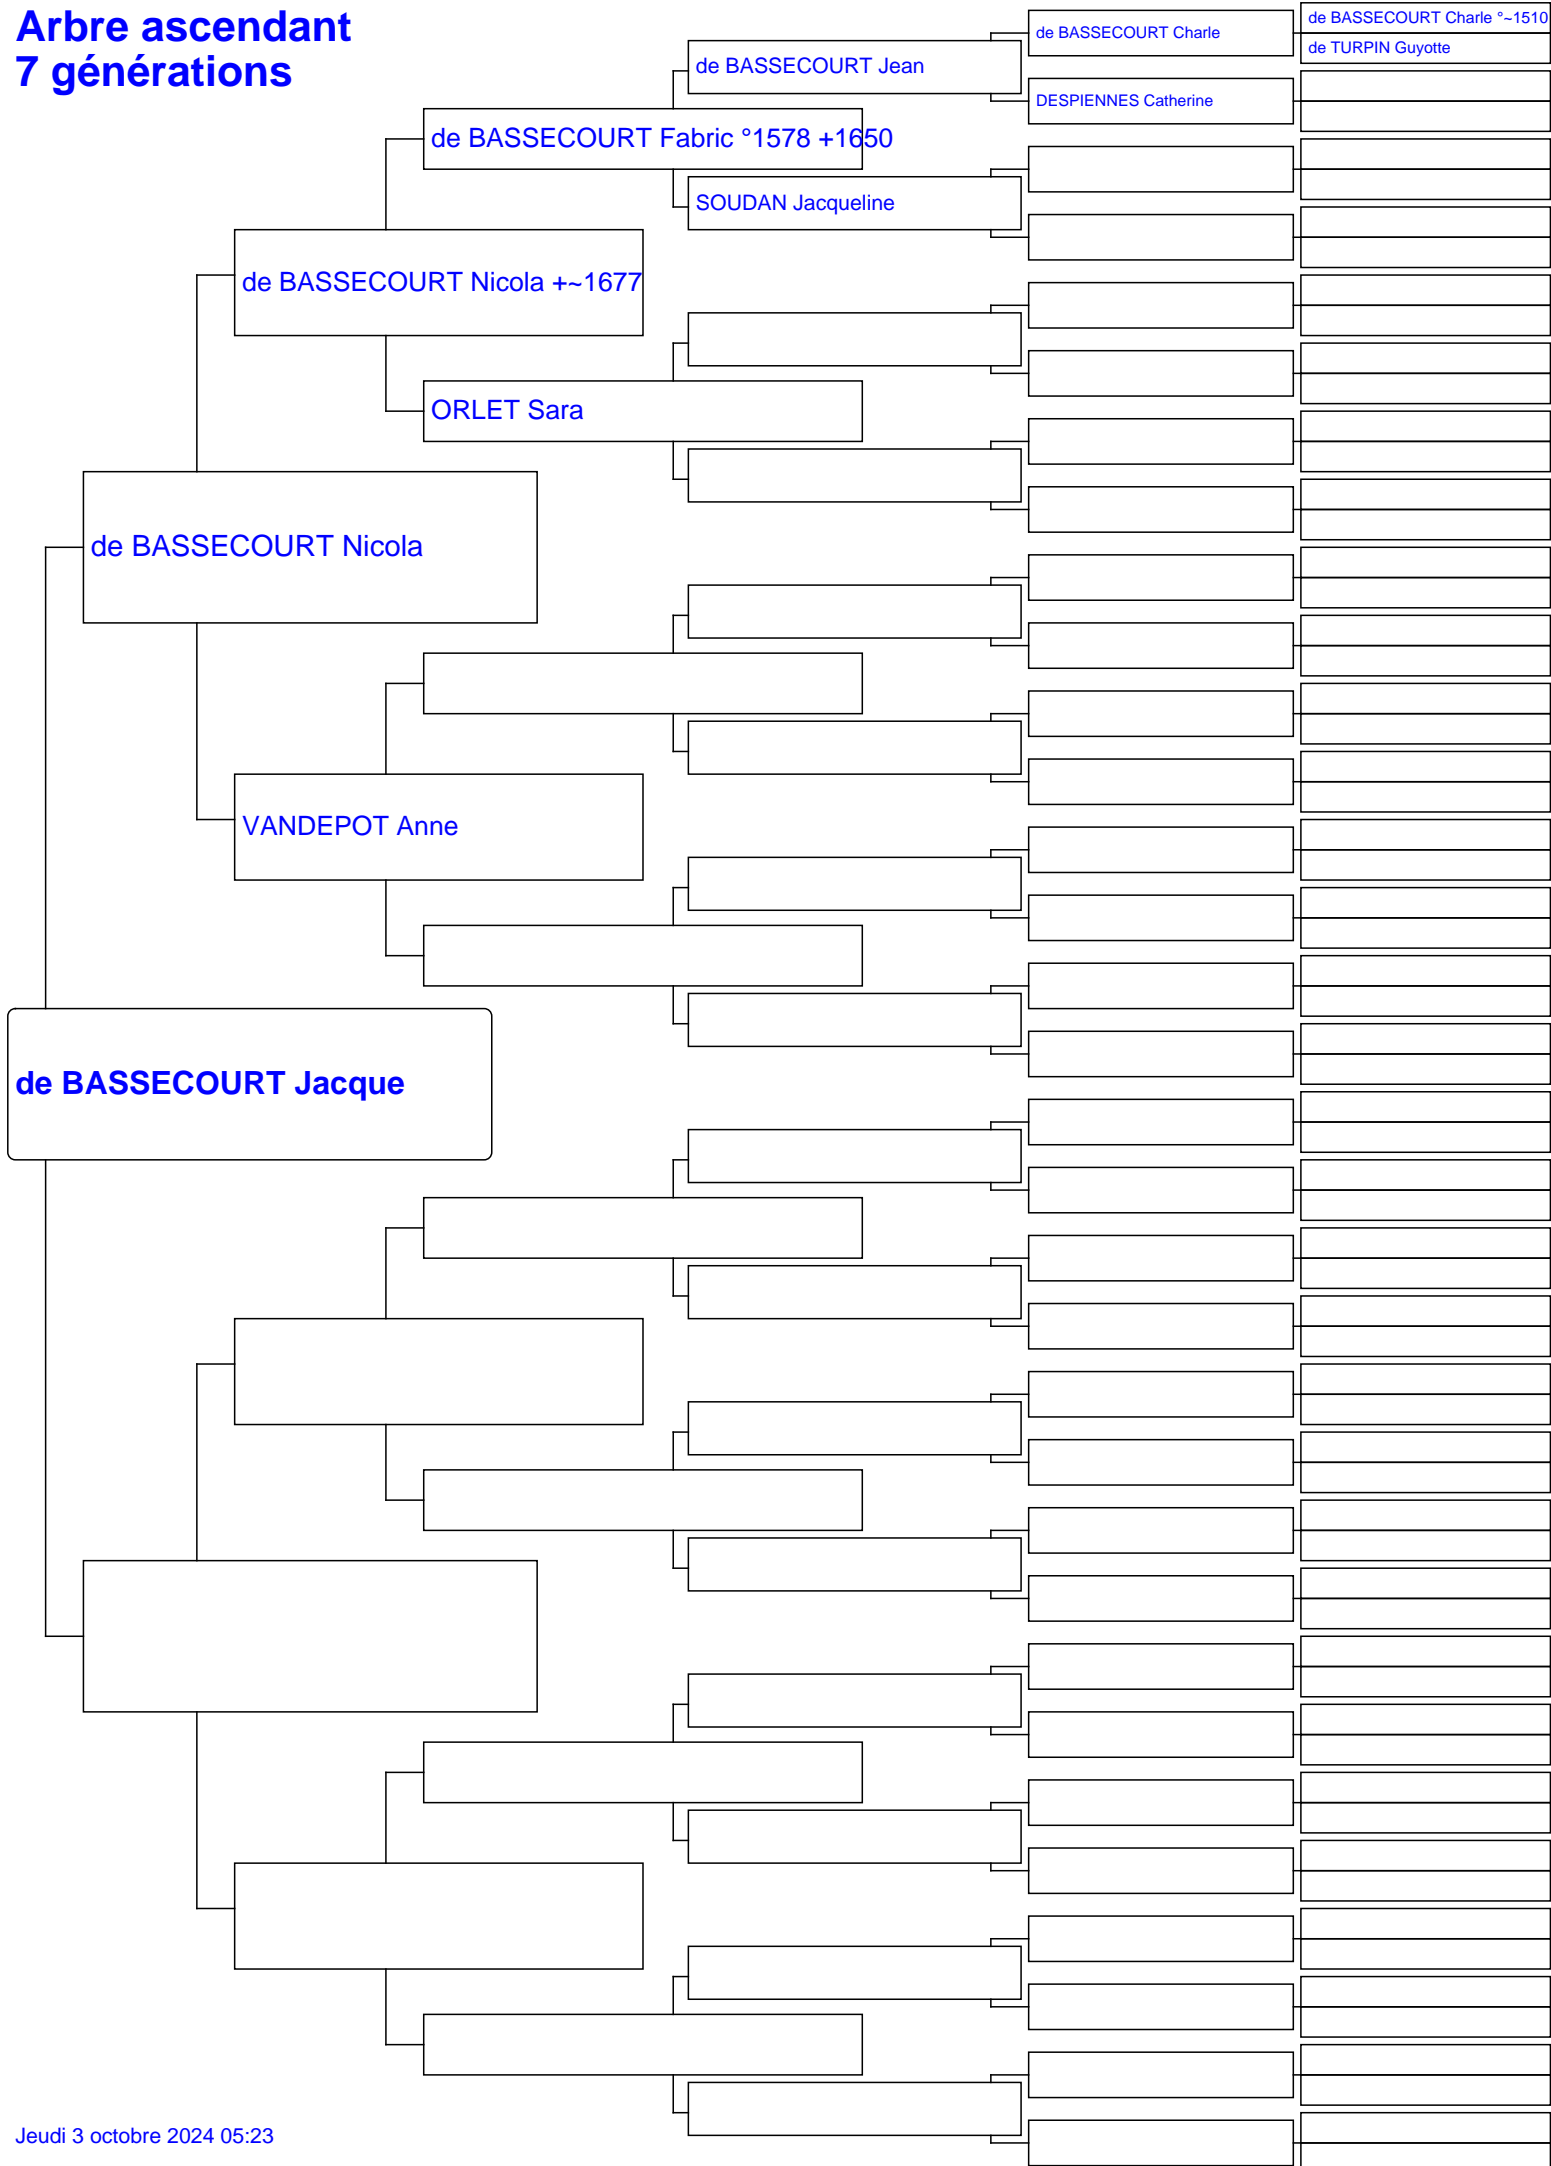 Arbre ascendant
7 générations
de BASSECOURT Charle °~1510
de BASSECOURT Charle
de TURPIN Guyotte
de BASSECOURT Jean
DESPIENNES Catherine
de BASSECOURT Fabric °1578 +1650
SOUDAN Jacqueline
de BASSECOURT Nicola +~1677
ORLET Sara
de BASSECOURT Nicola
VANDEPOT Anne
de BASSECOURT Jacque
Jeudi 3 octobre 2024 05:23